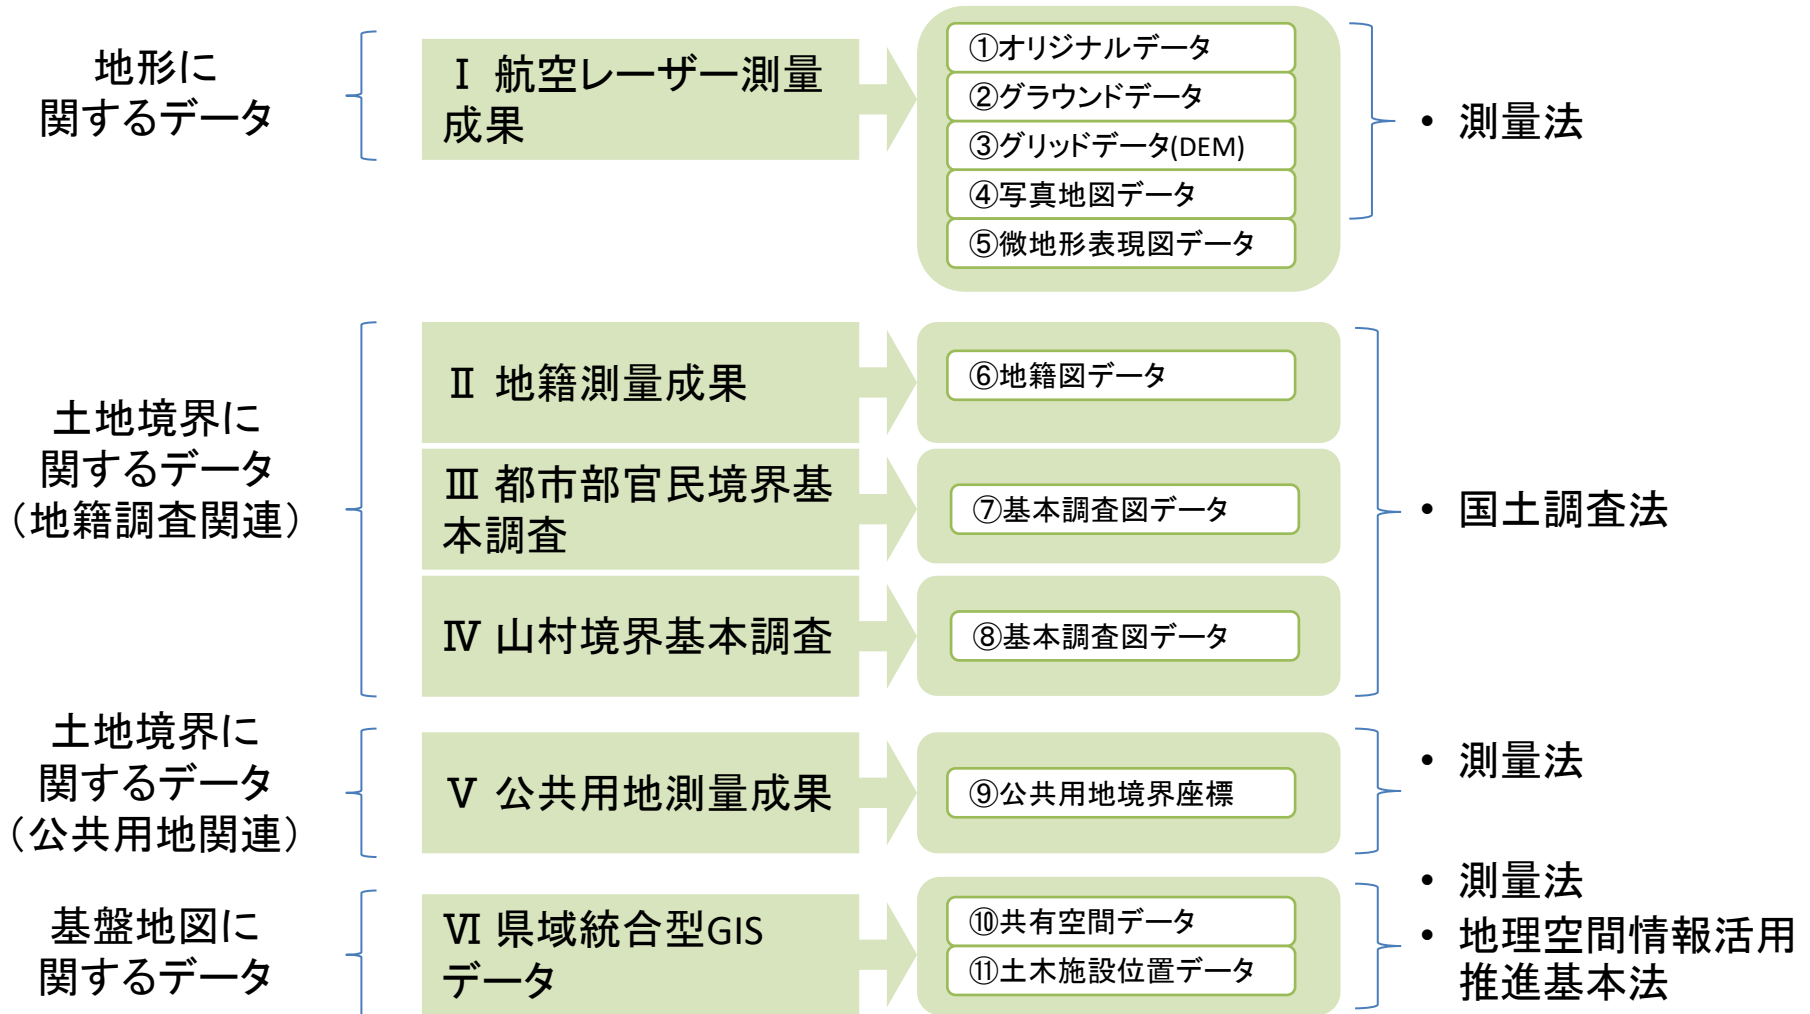 地形に
関するデータ
Ⅰ 航空レーザー測量
成果
①オリジナルデータ
②グラウンドデータ
③グリッドデータ(DEM)
④写真地図データ
⑤微地形表現図データ
• 測量法
土地境界に
関するデータ
（地籍調査関連）
Ⅱ 地籍測量成果
⑥地籍図データ
Ⅲ 都市部官民境界基
本調査
⑦基本調査図データ
Ⅳ 山村境界基本調査
⑧基本調査図データ
• 国土調査法
土地境界に
関するデータ
（公共用地関連）
Ⅴ 公共用地測量成果
⑨公共用地境界座標
• 測量法
基盤地図に
関するデータ
Ⅵ 県域統合型GIS
データ
⑩共有空間データ
⑪土木施設位置データ
• 測量法
• 地理空間情報活用
推進基本法